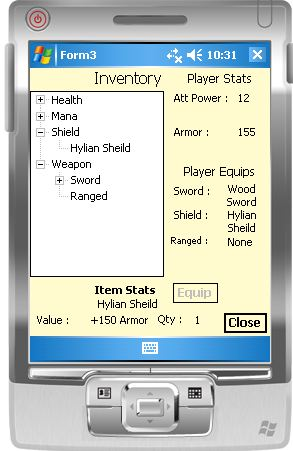 Form3 10:31
Inventory
Health
Mana
Shield
Hylian Sheild
Weapon
Sword
Ranged
Player Stats
Att Power : 12
Armor : 155
Player Equips
Sword : Wood
Sword
Shield : Hylian
Sheild
Ranged : None
Item Stats
Hylian Sheild
Equip
Value : +150 Armor Qty : 1
Close